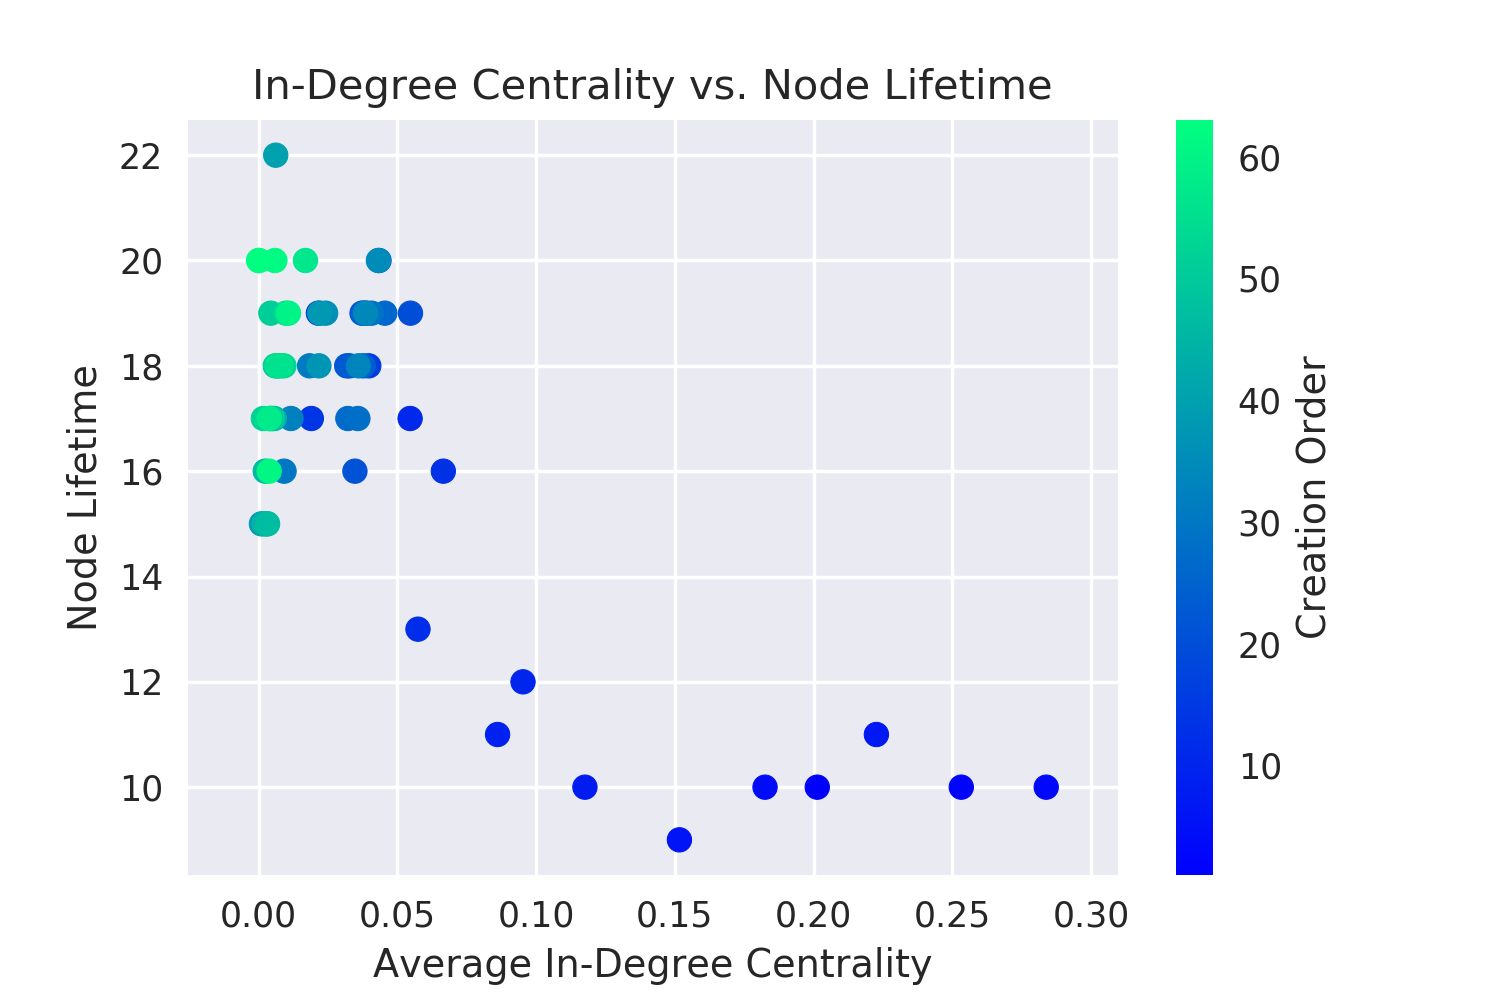 In-Degree Centrality vs. Node Lifetime
Node Lifetime
22
20
18
16
14
12
10
0.00 0.05 0.10 0.15 0.20 0.25 0.30
Average In-Degree Centrality
60
50
40
30
20
10
Creation Order